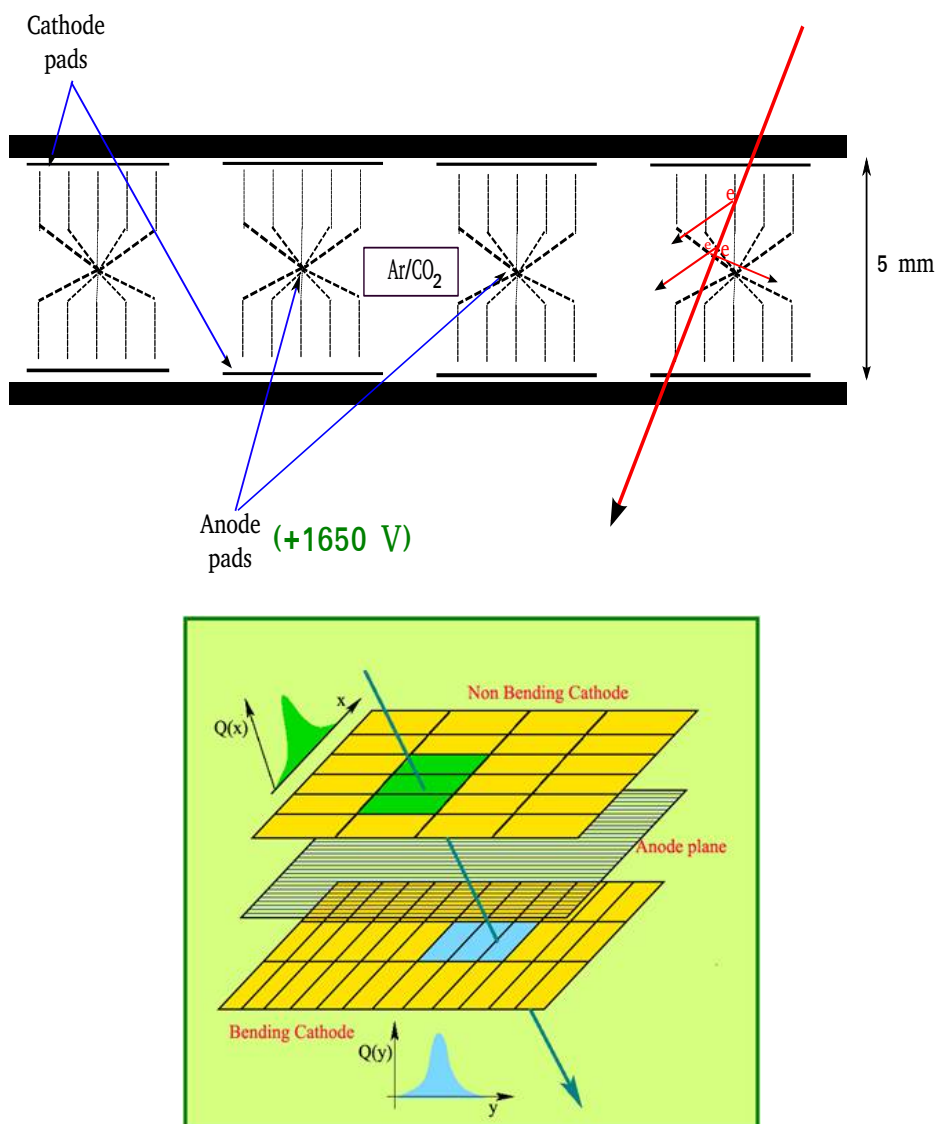 Cathode
pads
e
e
e
Ar/CO2
5 mm
Anode
pads
(+1650 V)
Non Bending Cathode
x
Q(x)
Anode plane
Bending Cathode
Q(y)
y